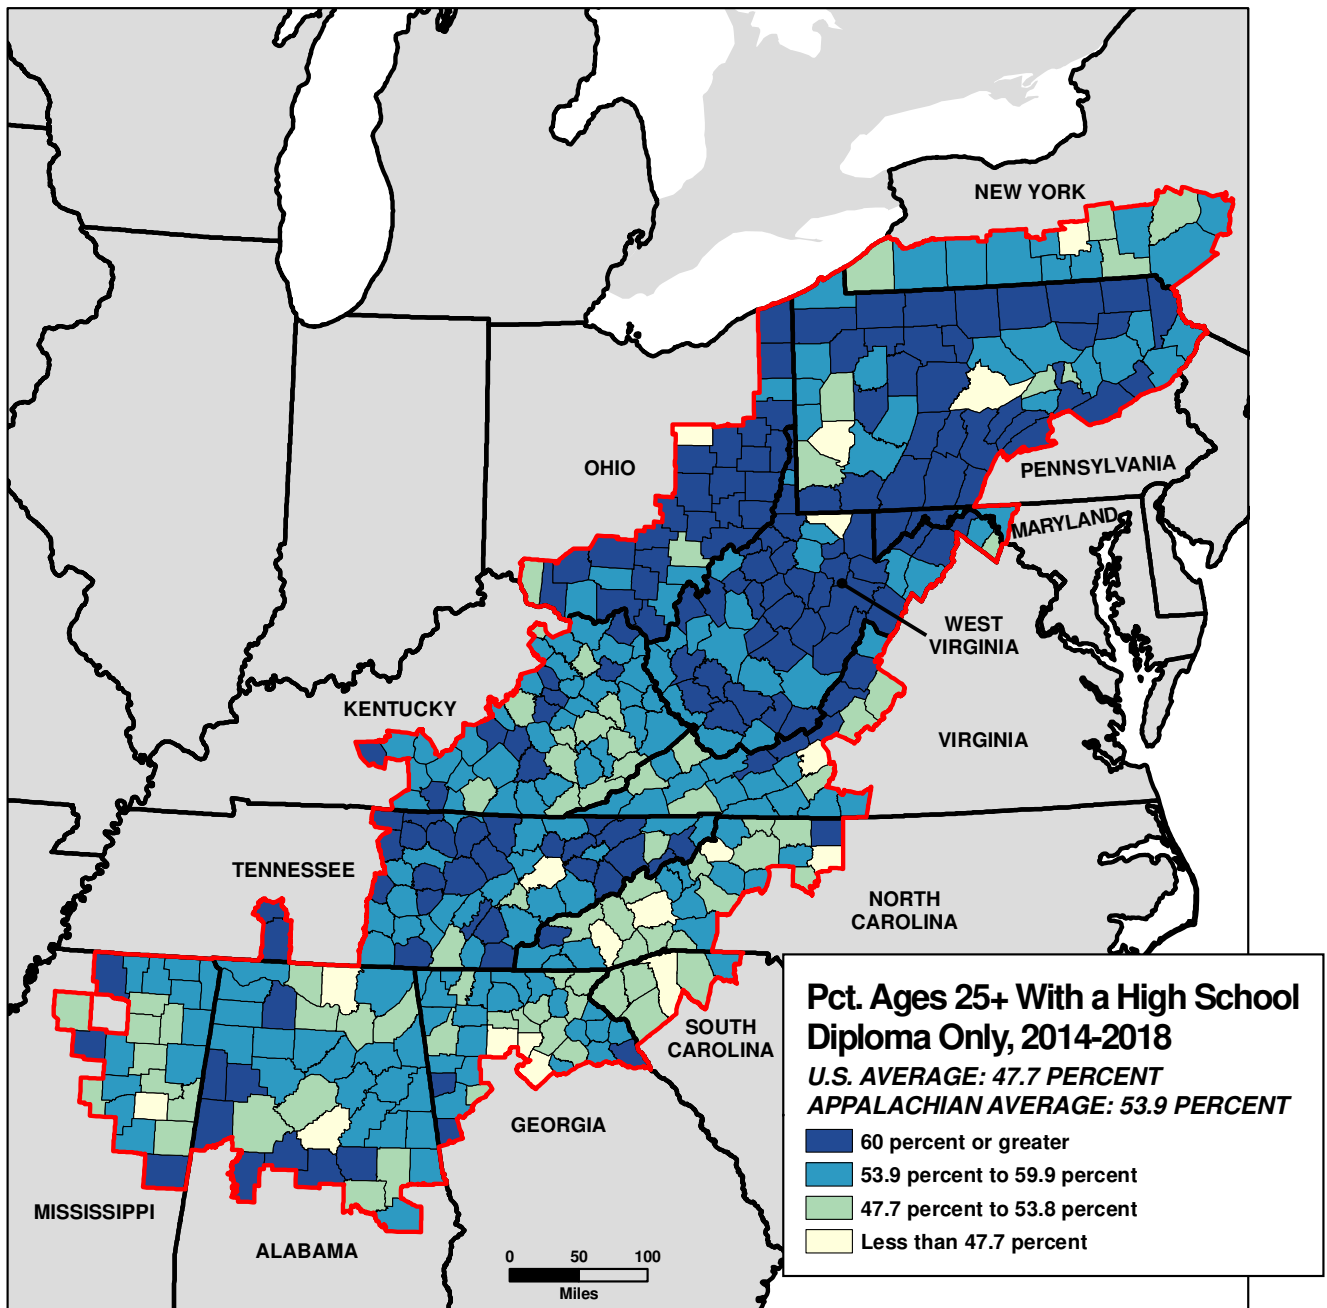 NEW YORK
OHIO
PENNSYLVANIA
MARYLAND
WEST
VIRGINIA
KENTUCKY
VIRGINIA
TENNESSEE
NORTH
CAROLINA
Pct. Ages 25+ With a High School
Diploma Only, 2014-2018
U.S. AVERAGE: 47.7 PERCENT
APPALACHIAN AVERAGE: 53.9 PERCENT
60 percent or greater
53.9 percent to 59.9 percent
47.7 percent to 53.8 percent
Less than 47.7 percent
SOUTH
CAROLINA
GEORGIA
MISSISSIPPI
ALABAMA
0 50 100
Miles